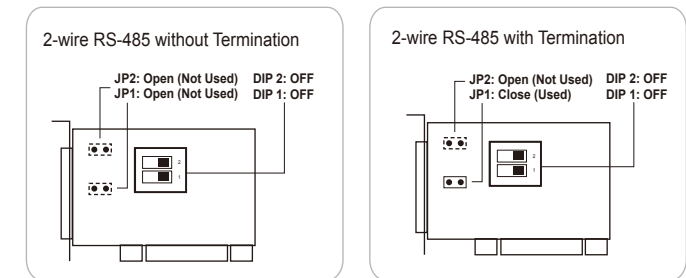 2-wire RS-485 without Termination
JP2: Open (Not Used) DIP 2: OFF
JP1: Open (Not Used) DIP 1: OFF
2
1
2-wire RS-485 with Termination
JP2: Open (Not Used) DIP 2: OFF
JP1: Close (Used) DIP 1: OFF
2
1